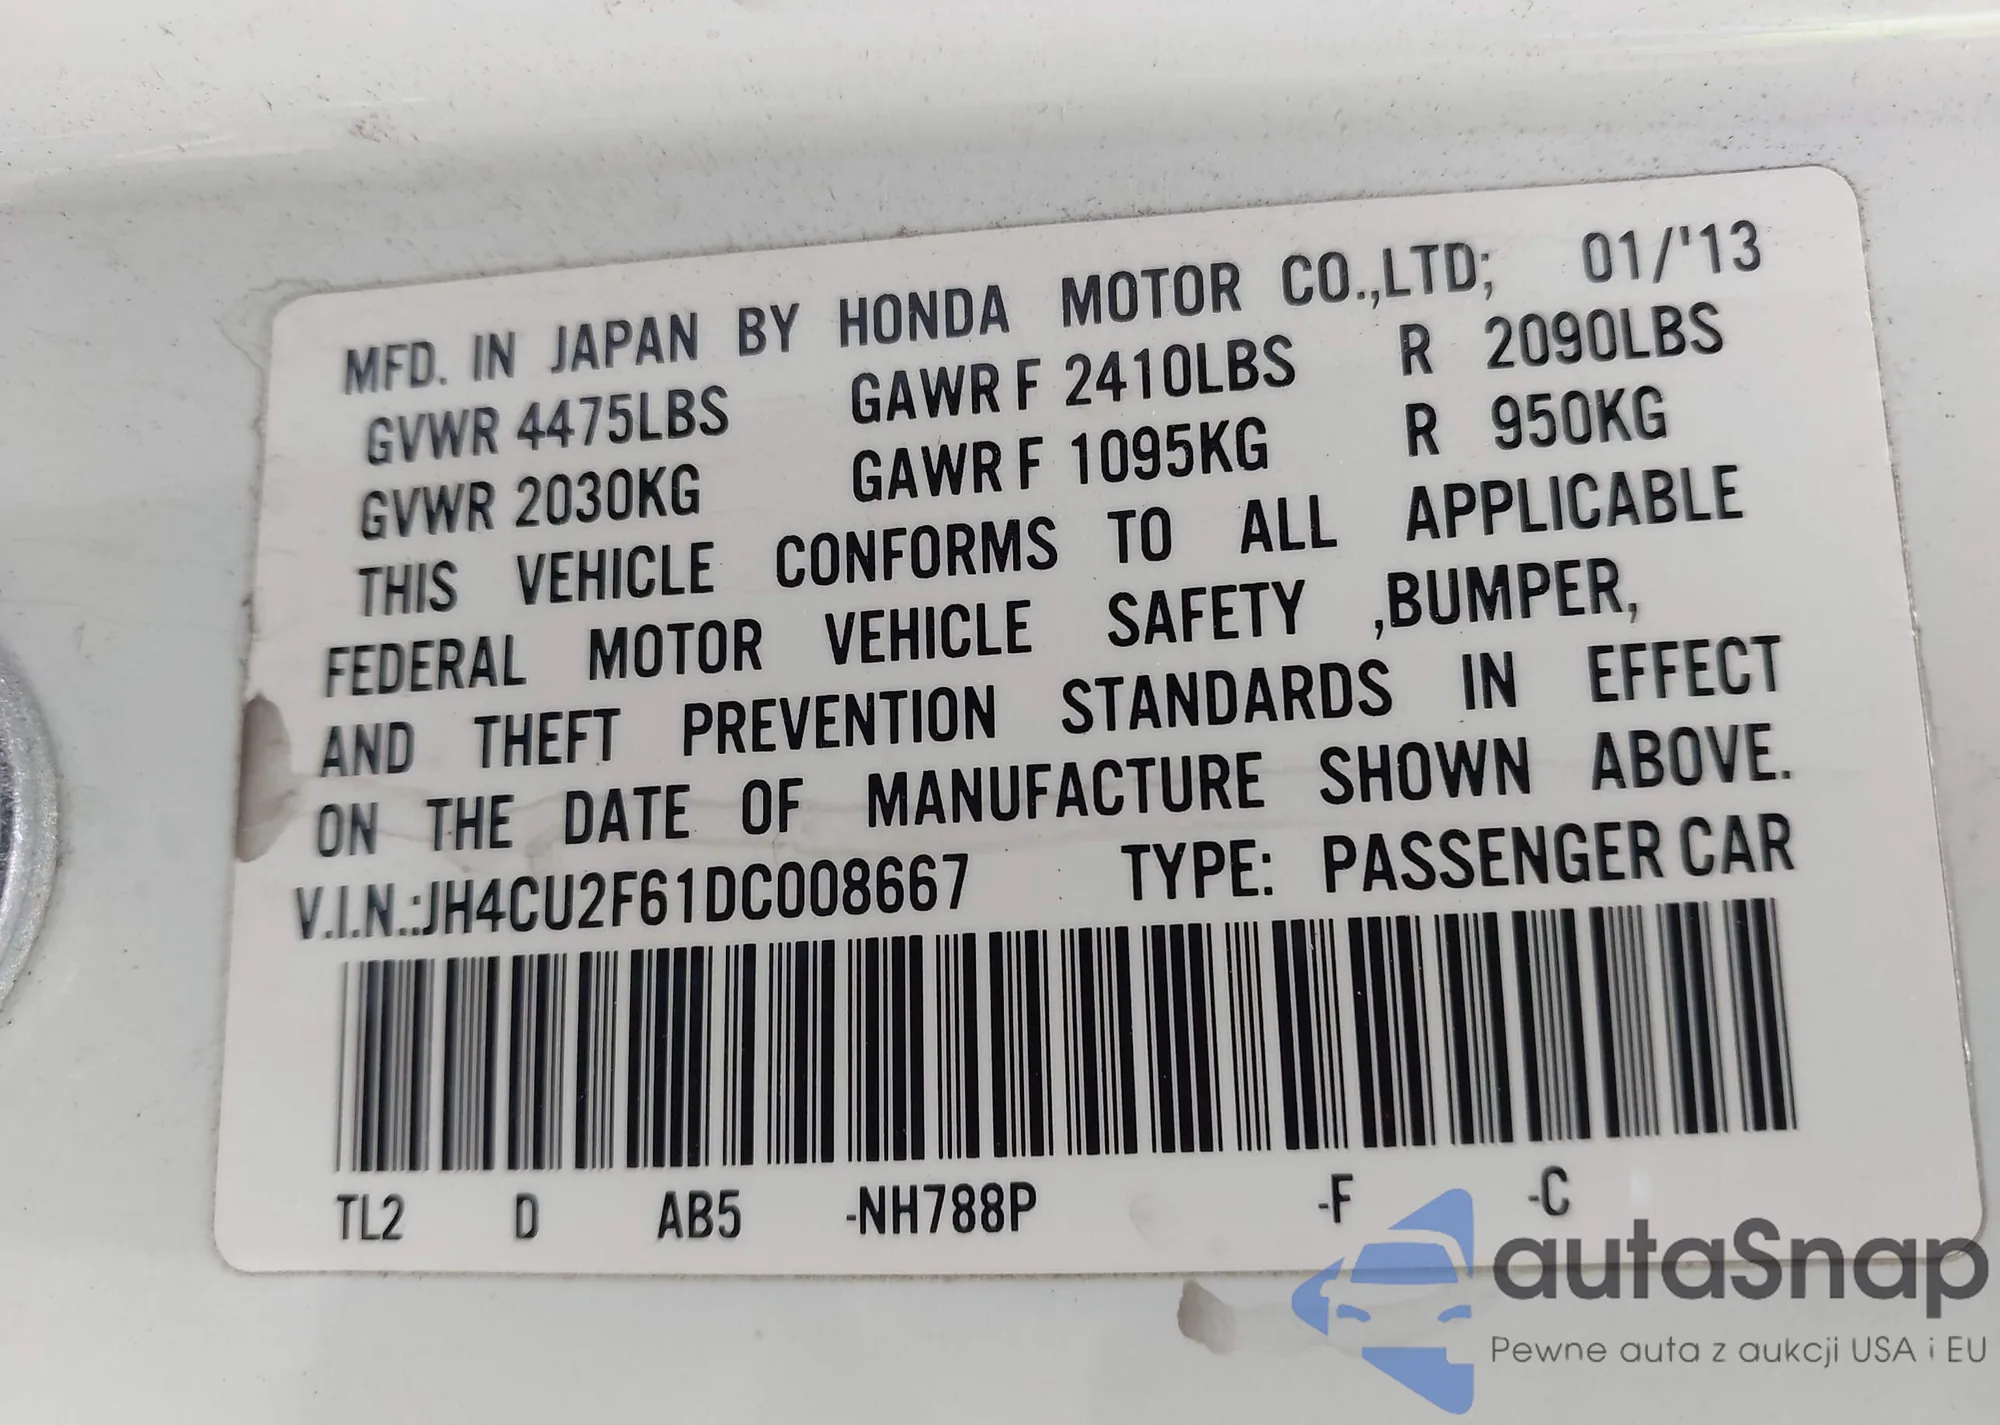 MFD. IN JAPAN BY HONDA MOTOR CO.,LTD; 01/'13
GVWR 4475LBS GAWR F 2410LBS R 2090LBS
GVWR 2030KG GAWR F 1095KG R 950KG
THIS VEHICLE CONFORMS TO ALL APPLICABLE
FEDERAL MOTOR VEHICLE SAFETY ,BUMPER,
AND THEFT PREVENTION STANDARDS IN EFFECT
ON THE DATE OF MANUFACTURE SHOWN ABOVE.
V.I.N.:JH4CU2F61DC008667 TYPE: PASSENGER CAR
TL2 D AB5 -NH788P -F -C
autaSnap
Pewne auta z aukcji USA i EU